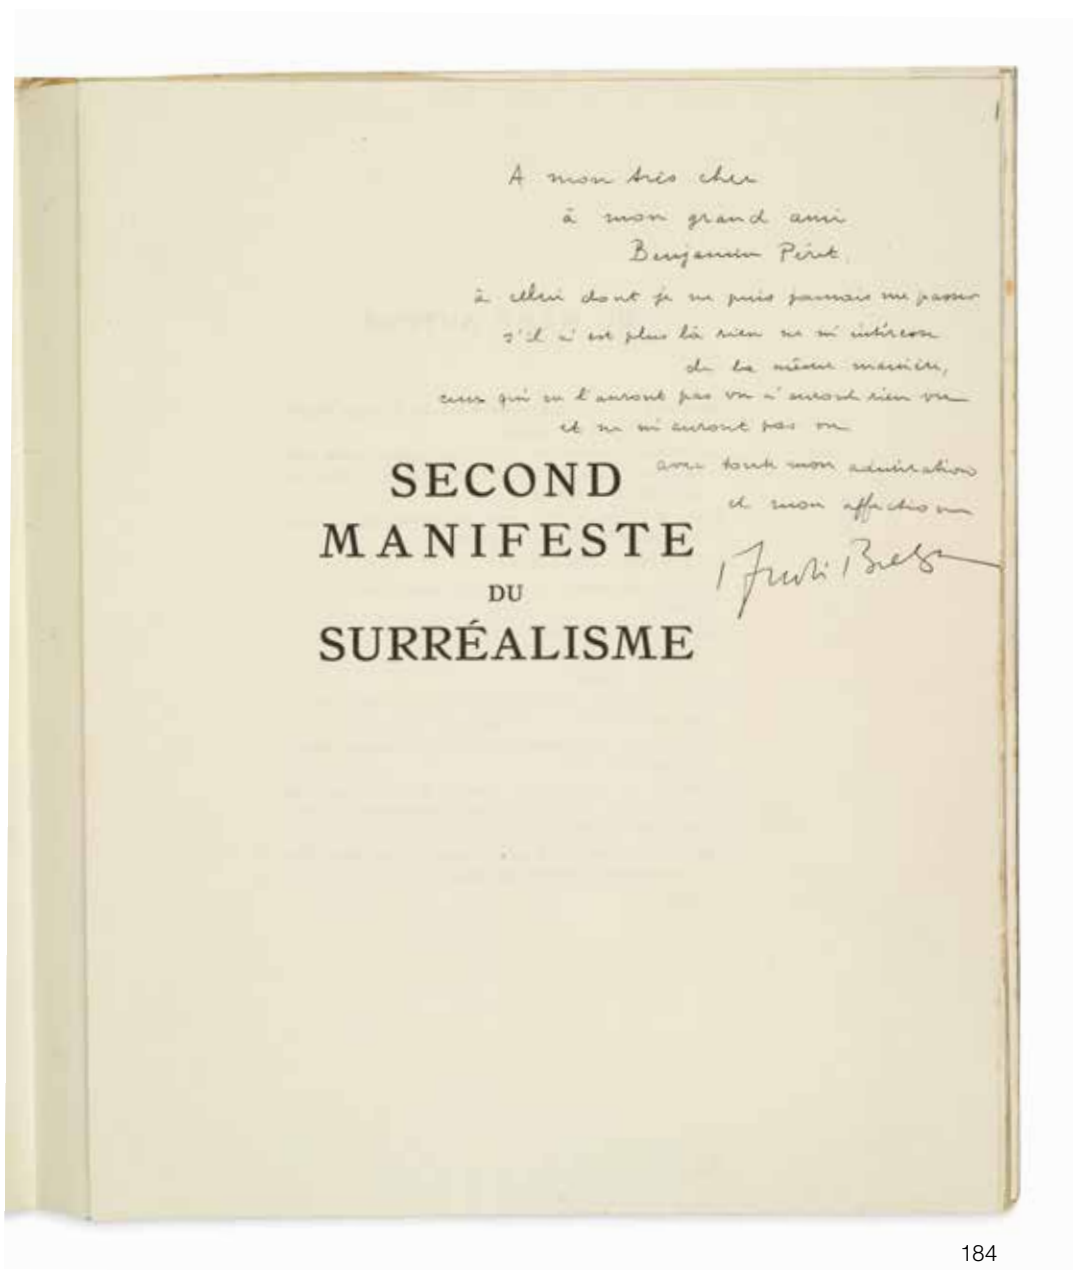 A mon très cher
à mon grand ami
Benjamin Péret,
à celui dont je ne puis jamais me passer
s'il n'est plus là rien ne m'intéresse
de la même manière,
ceux qui ne l'auront pas vu n'auront rien vu
et ne m'auront pas vu
avec toute mon admiration
et mon affection
André Breton
SECOND
MANIFESTE
DU
SURRÉALISME
184